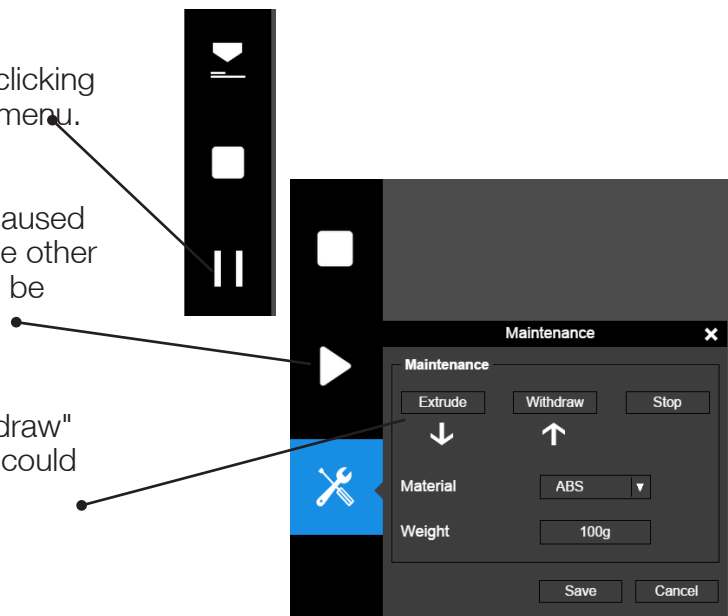 clicking
menu.
aused
e other
be
draw"
could
Maintenance
Maintenance
Extrude Withdraw Stop
Material ABS
Weight 100g
Save Cancel